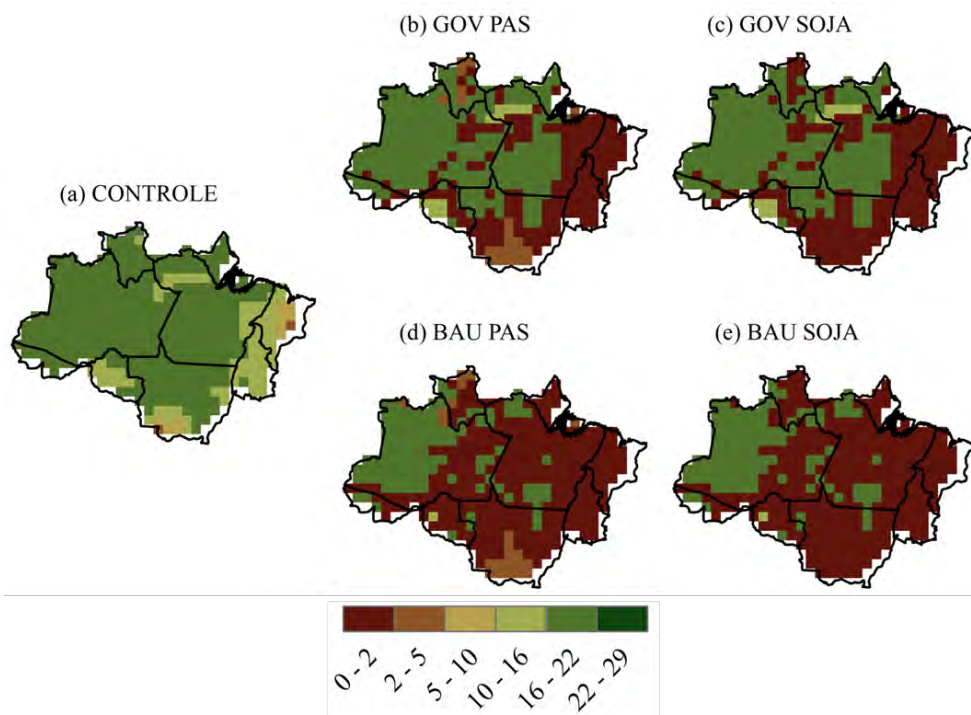 (b) GOV PAS
(c) GOV SOJA
(a) CONTROLE
(d) BAU PAS
(e) BAU SOJA
0 - 2
2 - 5
5 - 10
10 - 16
16 - 22
22 - 29